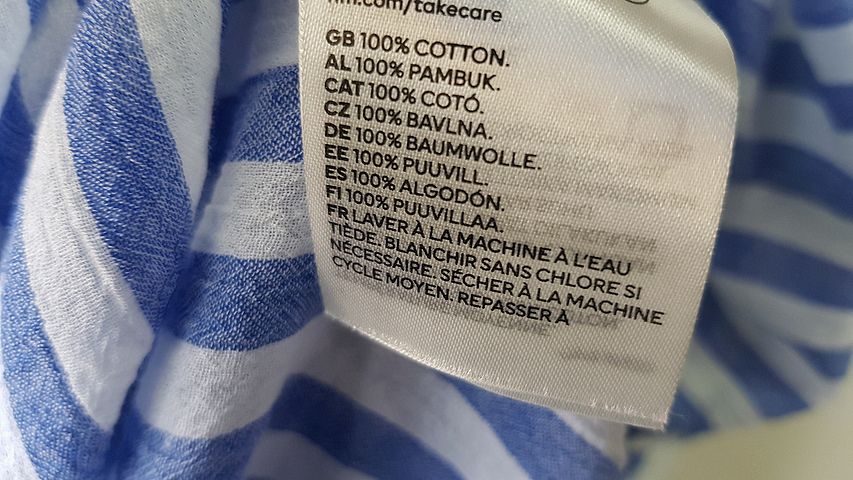 hm.com/takecare
GB 100% COTTON.
AL 100% PAMBUK.
CAT 100% COTÓ.
CZ 100% BAVLNA.
DE 100% BAUMWOLLE.
EE 100% PUUVILL.
ES 100% ALGODÓN.
FI 100% PUUVILLAA.
FR LAVER À LA MACHINE À L'EAU
TIÈDE. BLANCHIR SANS CHLORE SI
NÉCESSAIRE. SÉCHER À LA MACHINE
CYCLE MOYEN. REPASSER À